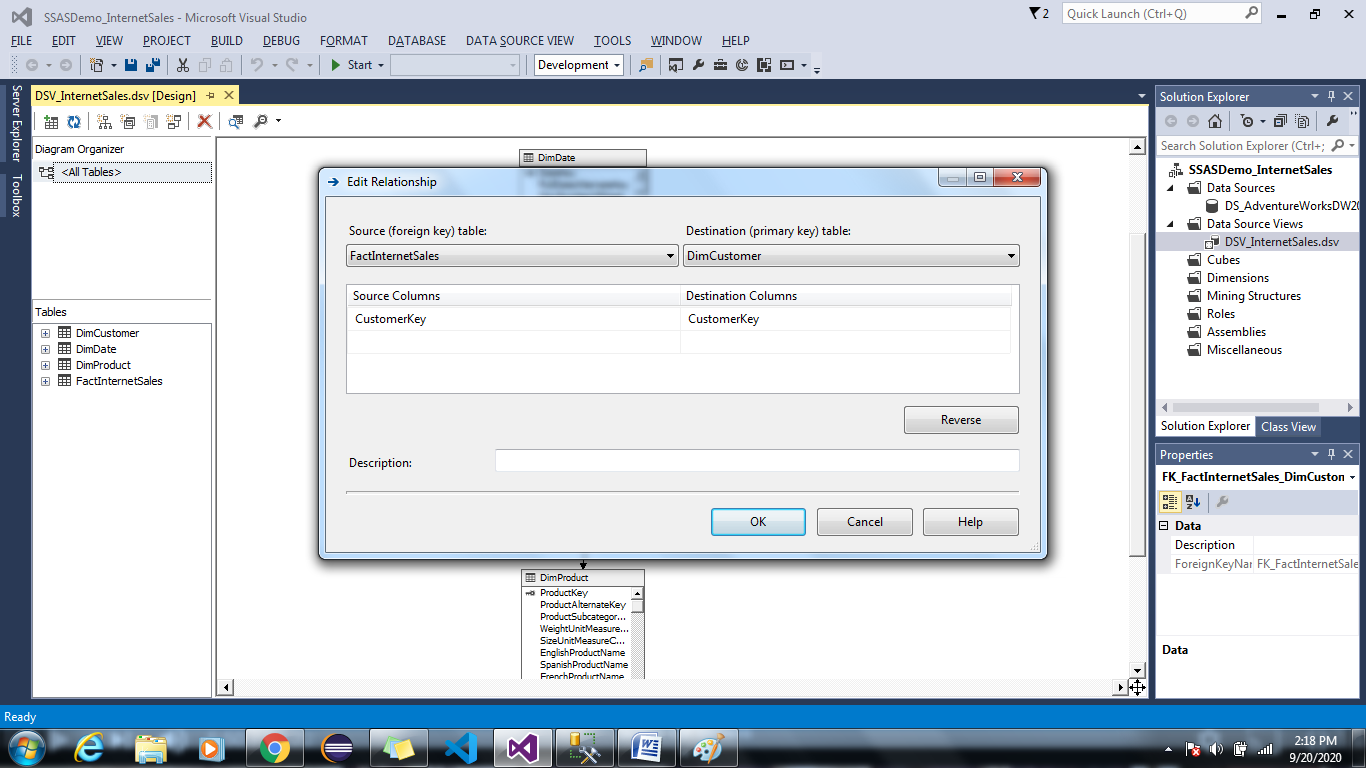 SSASDemo_InternetSales - Microsoft Visual Studio
2
Quick Launch (Ctrl+Q)
FILE EDIT VIEW PROJECT BUILD DEBUG FORMAT DATABASE DATA SOURCE VIEW TOOLS WINDOW HELP
Start
Development
Server Explorer
Toolbox
DSV_InternetSales.dsv [Design]
Diagram Organizer
<All Tables>
Tables
DimCustomer
DimDate
DimProduct
FactInternetSales
DimDate
Edit Relationship
Source (foreign key) table:
Destination (primary key) table:
FactInternetSales
DimCustomer
Source Columns
Destination Columns
CustomerKey
CustomerKey
Reverse
Description:
OK
Cancel
Help
DimProduct
ProductKey
ProductAlternateKey
ProductSubcategor...
WeightUnitMeasure...
SizeUnitMeasureC...
EnglishProductName
SpanishProductName
FrenchProductName
Solution Explorer
Search Solution Explorer (Ctrl+;
SSASDemo_InternetSales
Data Sources
DS_AdventureWorksDW20
Data Source Views
DSV_InternetSales.dsv
Cubes
Dimensions
Mining Structures
Roles
Assemblies
Miscellaneous
Solution Explorer
Class View
Properties
FK_FactInternetSales_DimCustom
Data
Description
ForeignKeyNar
FK_FactInternetSale
Data
Ready
2:18 PM
9/20/2020